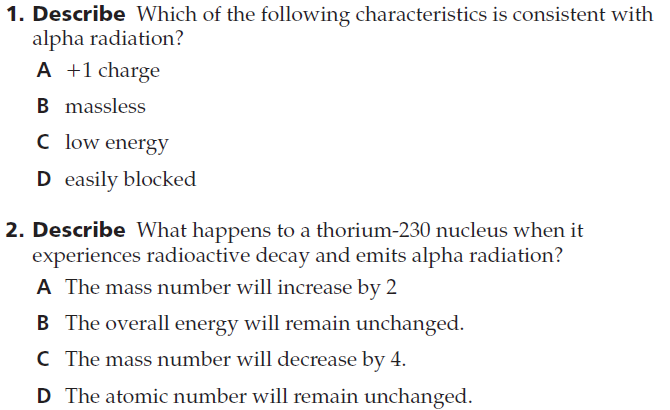 1. Describe Which of the following characteristics is consistent with
alpha radiation?
A +1 charge
B massless
C low energy
D easily blocked
2. Describe What happens to a thorium-230 nucleus when it
experiences radioactive decay and emits alpha radiation?
A The mass number will increase by 2
B The overall energy will remain unchanged.
C The mass number will decrease by 4.
D The atomic number will remain unchanged.